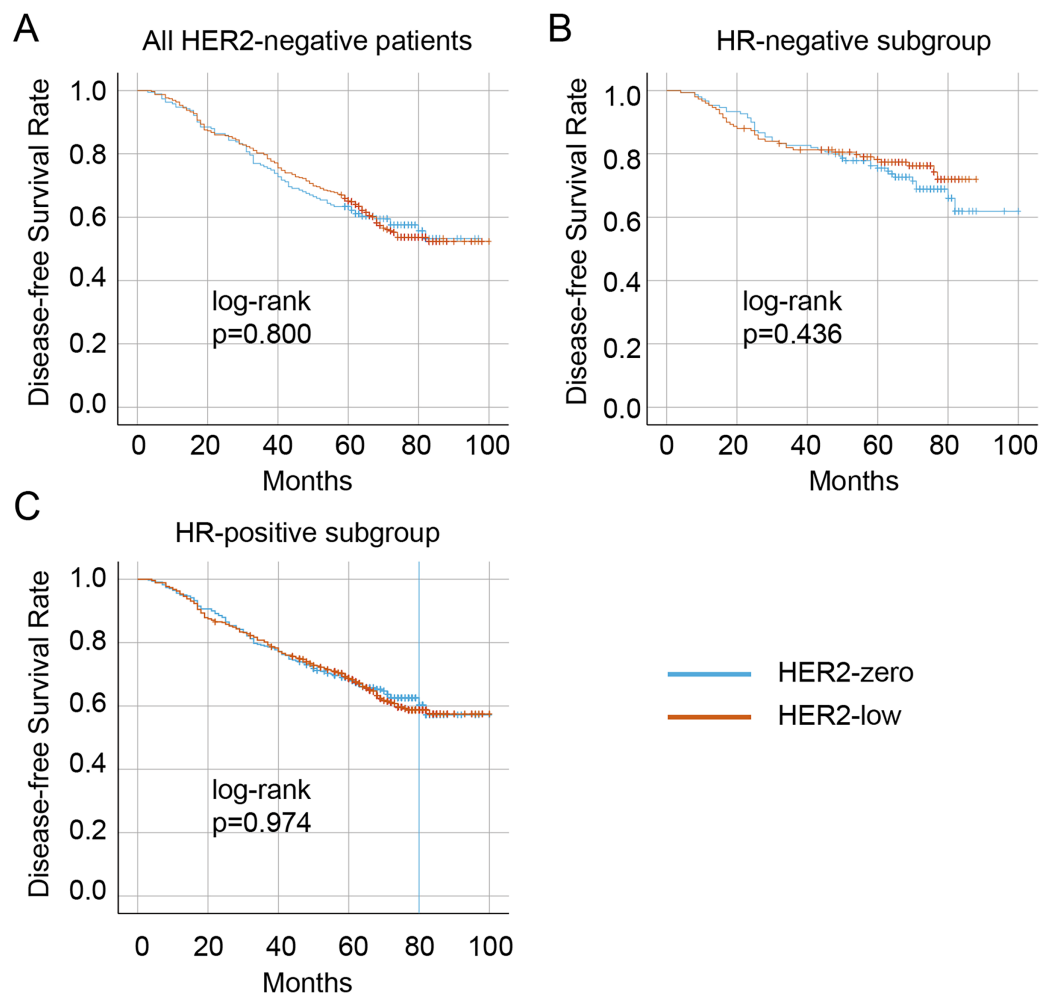 A
All HER2-negative patients
Disease-free Survival Rate
1.0
0.8
0.6
0.4
0.2
0.0
log-rank
p=0.800
0 20 40 60 80 100
Months
B
HR-negative subgroup
Disease-free Survival Rate
1.0
0.8
0.6
0.4
0.2
0.0
log-rank
p=0.436
0 20 40 60 80 100
Months
C
HR-positive subgroup
Disease-free Survival Rate
1.0
0.8
0.6
0.4
0.2
0.0
log-rank
p=0.974
0 20 40 60 80 100
Months
HER2-zero
HER2-low